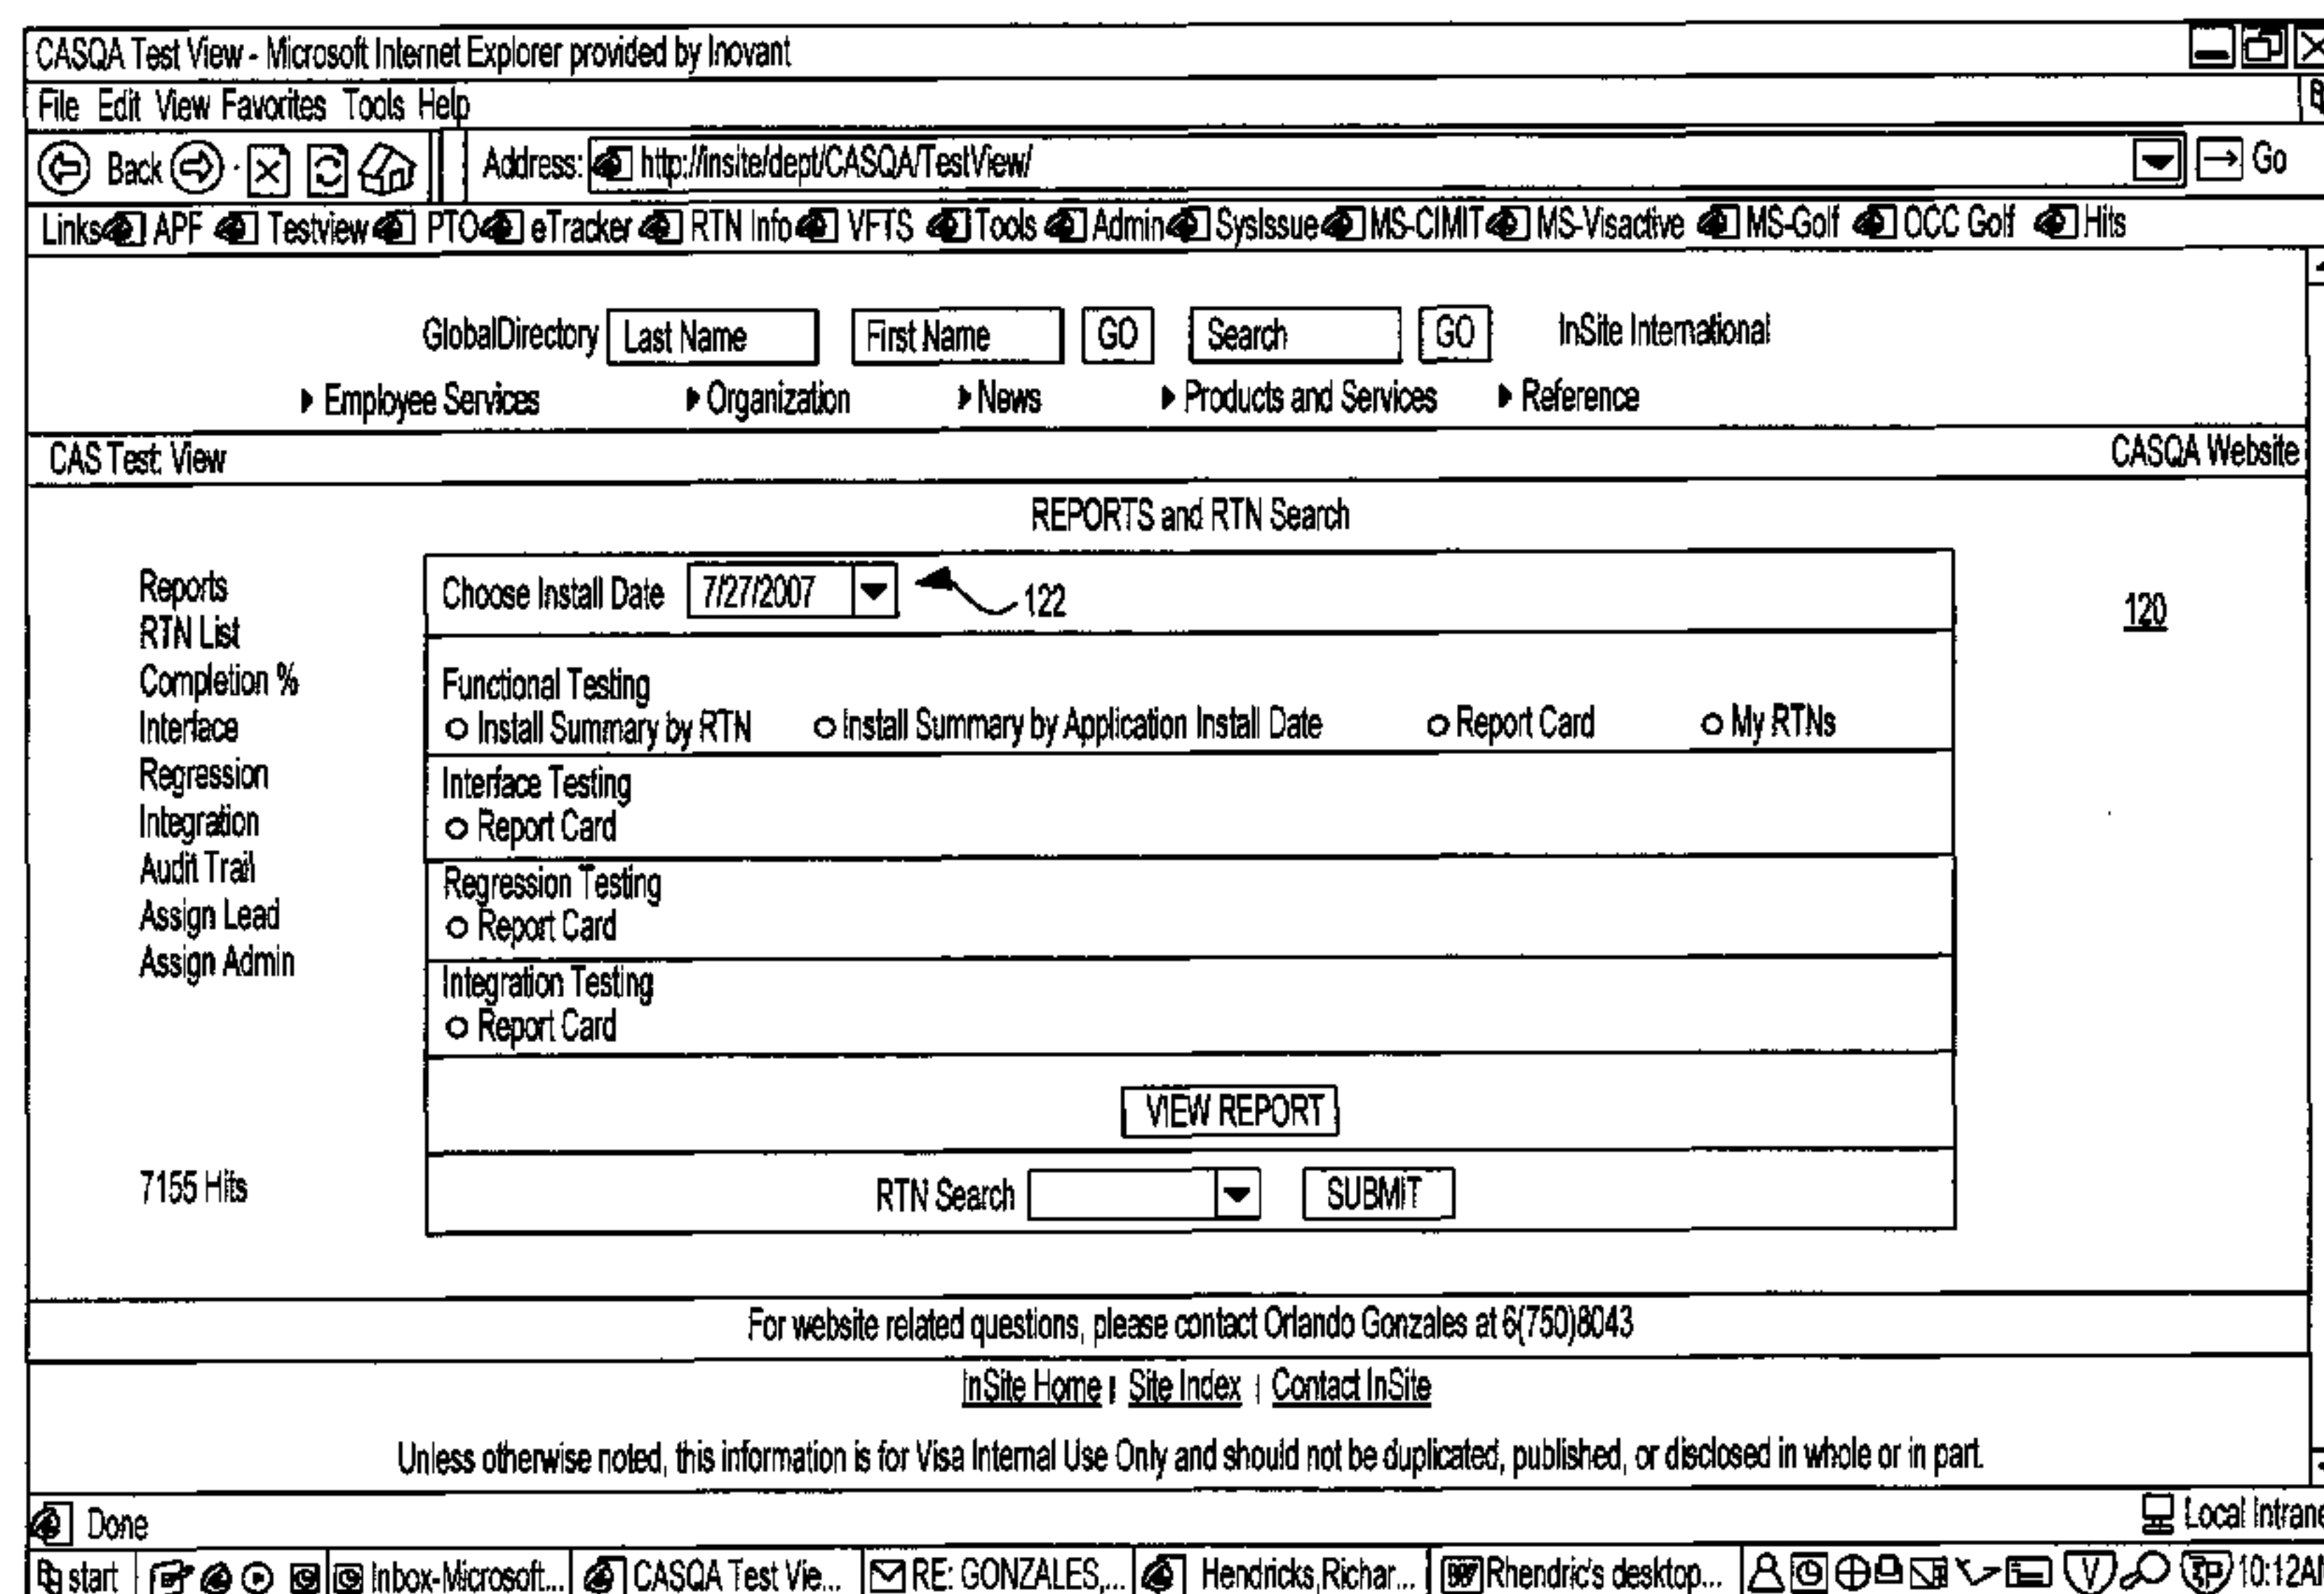 CASQA Test View - Microsoft Internet Explorer provided by Inovant
File Edit View Favorites Tools Help
Back Address: http://insite/dept/CASQA/TestView/ Go
Links APF Testview PTO eTracker RTN Info VFTS Tools Admin SysIssue MS-CIMIT MS-Visactive MS-Golf OCC Golf Hits
GlobalDirectory Last Name First Name GO Search GO InSite International
Employee Services Organization News Products and Services Reference
CAS Test: View CASQA Website
REPORTS and RTN Search
Reports
RTN List
Completion %
Interface
Regression
Integration
Audit Trail
Assign Lead
Assign Admin
7155 Hits
Choose Install Date 7/27/2007 122
120
Functional Testing
Install Summary by RTN Install Summary by Application Install Date Report Card My RTNs
Interface Testing
Report Card
Regression Testing
Report Card
Integration Testing
Report Card
VIEW REPORT
RTN Search SUBMIT
For website related questions, please contact Orlando Gonzales at 6(750)8043
InSite Home | Site Index | Contact InSite
Unless otherwise noted, this information is for Visa Internal Use Only and should not be duplicated, published, or disclosed in whole or in part.
Done Local Intrane
start Inbox-Microsoft... CASQA Test Vie... RE: GONZALES,... Hendricks,Richar... Rhendric's desktop... 10:12AM